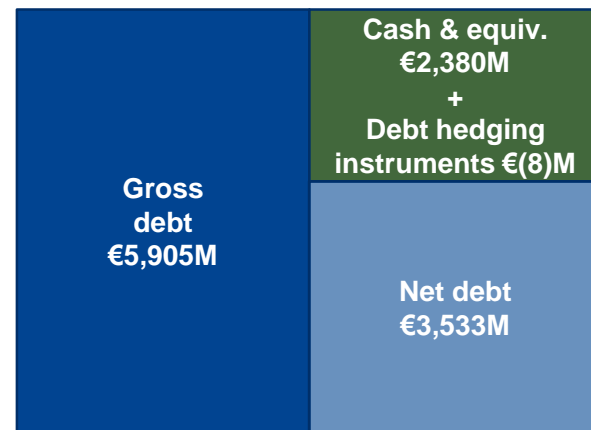 Gross
debt
€5,905M
Cash & equiv.
€2,380M
+
Debt hedging
instruments €(8)M
Net debt
€3,533M